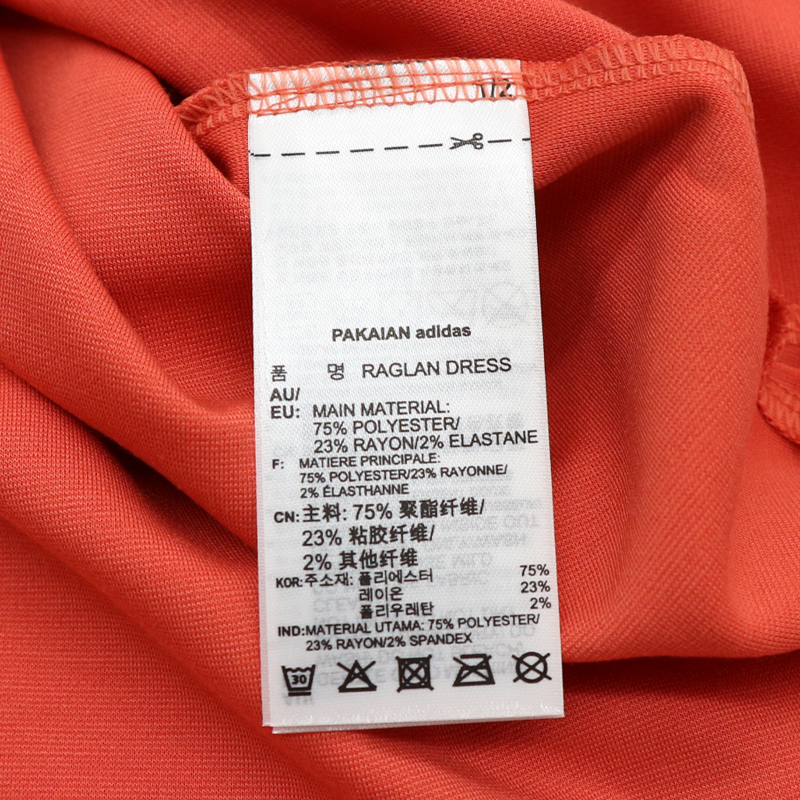 1/2
PAKAIAN adidas
품 명 RAGLAN DRESS
AU/
EU: MAIN MATERIAL:
75% POLYESTER/
23% RAYON/2% ELASTANE
F: MATIERE PRINCIPALE:
75% POLYESTER/23% RAYONNE/
2% ÉLASTHANNE
CN: 主料: 75% 聚酯纤维/
23% 粘胶纤维/
2% 其他纤维
KOR: 주소재: 폴리에스터 75%
레이온 23%
폴리우레탄 2%
IND: MATERIAL UTAMA: 75% POLYESTER/
23% RAYON/2% SPANDEX
30